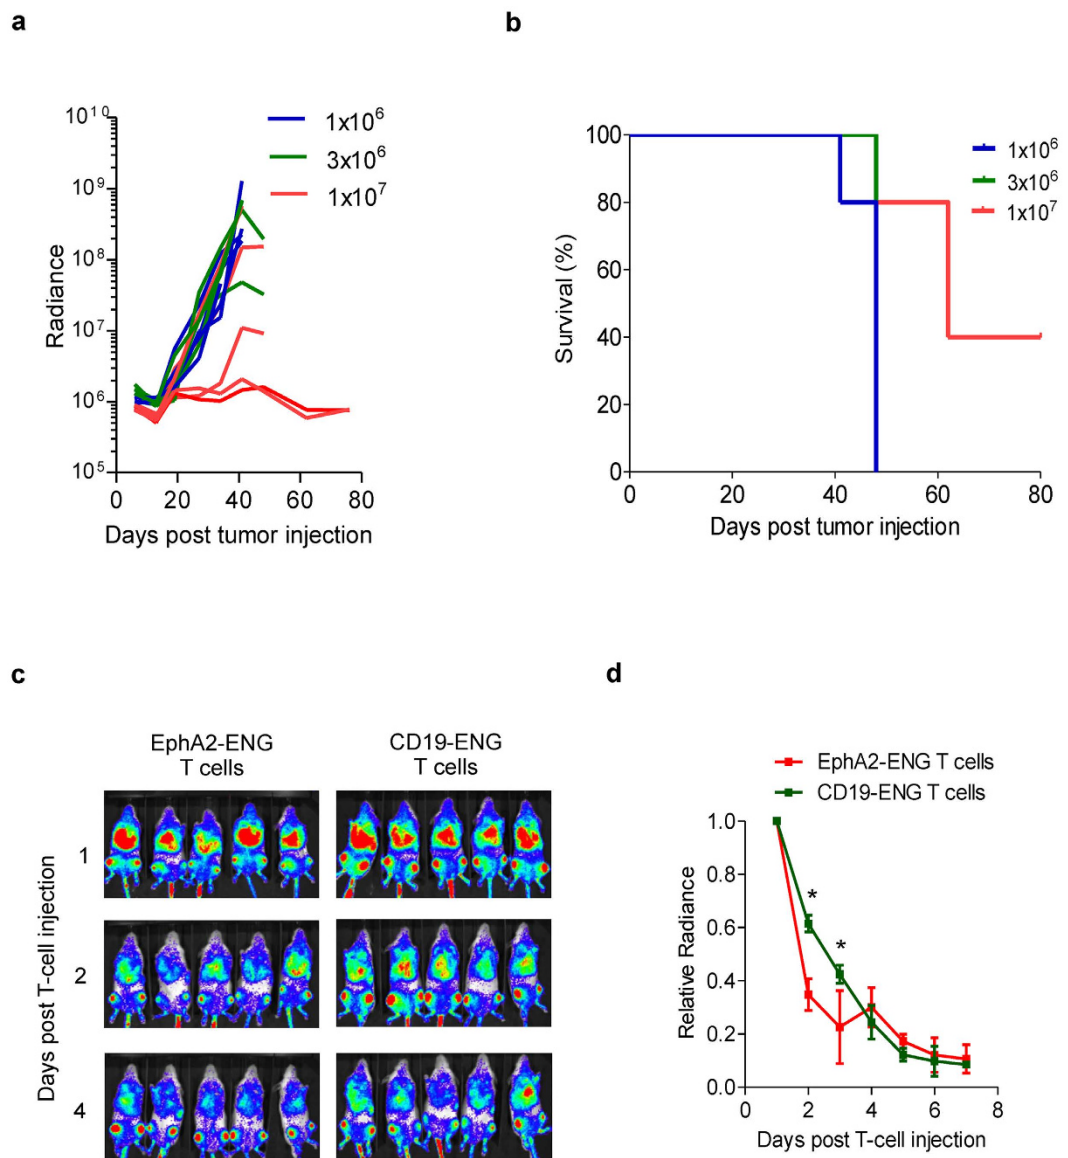 a
10^10
10^9
10^8
10^7
10^6
10^5
Radiance
1x10^6
3x10^6
1x10^7
0 20 40 60 80
Days post tumor injection
b
100
80
60
40
20
0
Survival (%)
1x10^6
3x10^6
1x10^7
0 20 40 60 80
Days post tumor injection
c
EphA2-ENG
T cells
CD19-ENG
T cells
Days post T-cell injection
1
2
4
d
EphA2-ENG T cells
CD19-ENG T cells
1.0
0.8
0.6
0.4
0.2
0.0
Relative Radiance
*
*
0 2 4 6 8
Days post T-cell injection